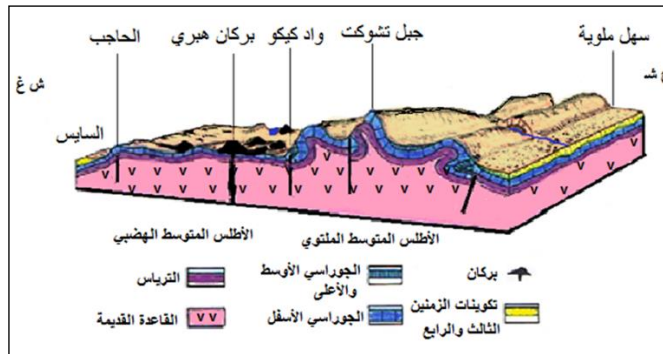 الحاجب
بركان هبري
واد كيكو
جبل تشوكت
سهل ملوية
ش غ
السايس
الأطلس المتوسط الهضبي
الأطلس المتوسط الملتوي
الترياس
الجوراسي الأوسط والأعلى
بركان
القاعدة القديمة
الجوراسي الأسفل
تكوينات الزمنين الثالث والرابع